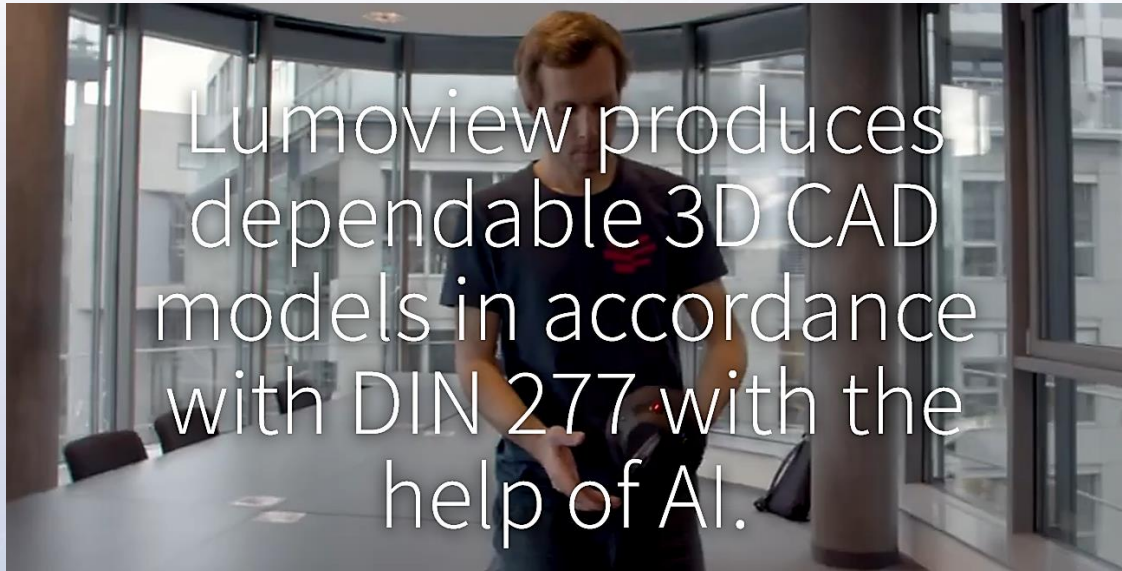 Lumoview produces
dependable 3D CAD
models in accordance
with DIN 277 with the
help of AI.